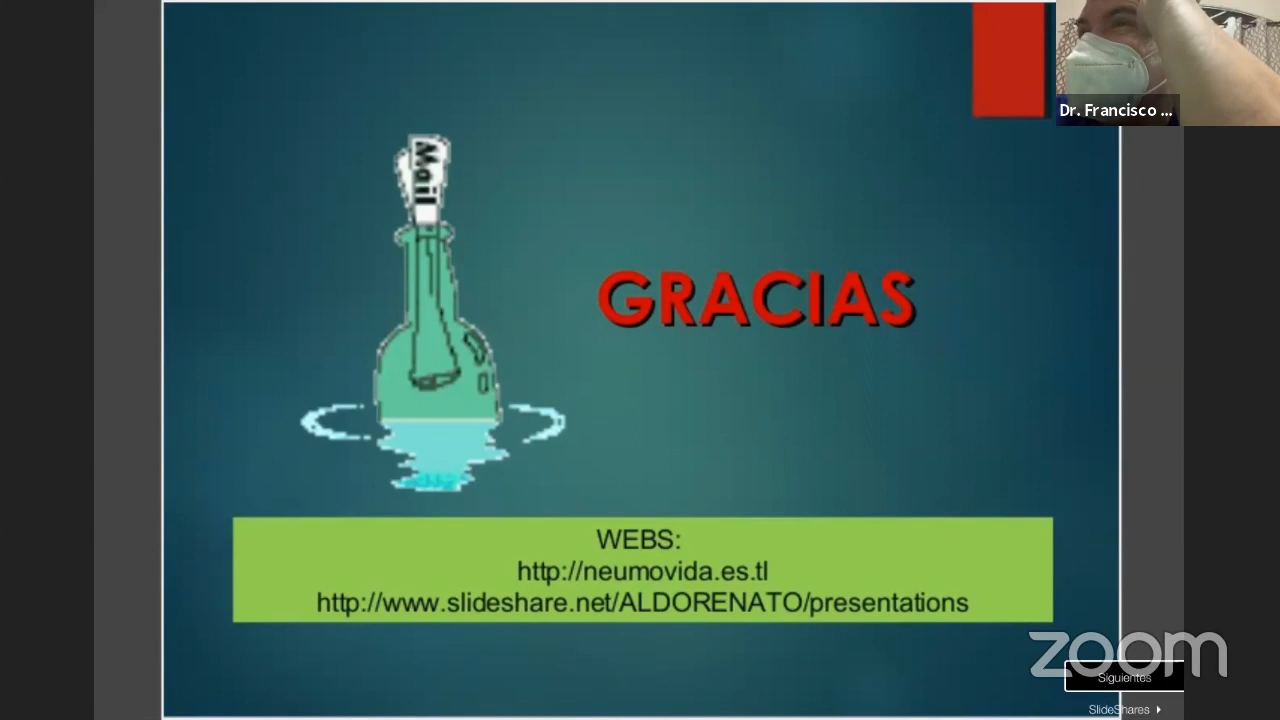 Dr. Francisco ...
Mail
GRACIAS
WEBS:
http://neumovida.es.tl
http://www.slideshare.net/ALDORENATO/presentations
zoom
Siguientes
SlideShares